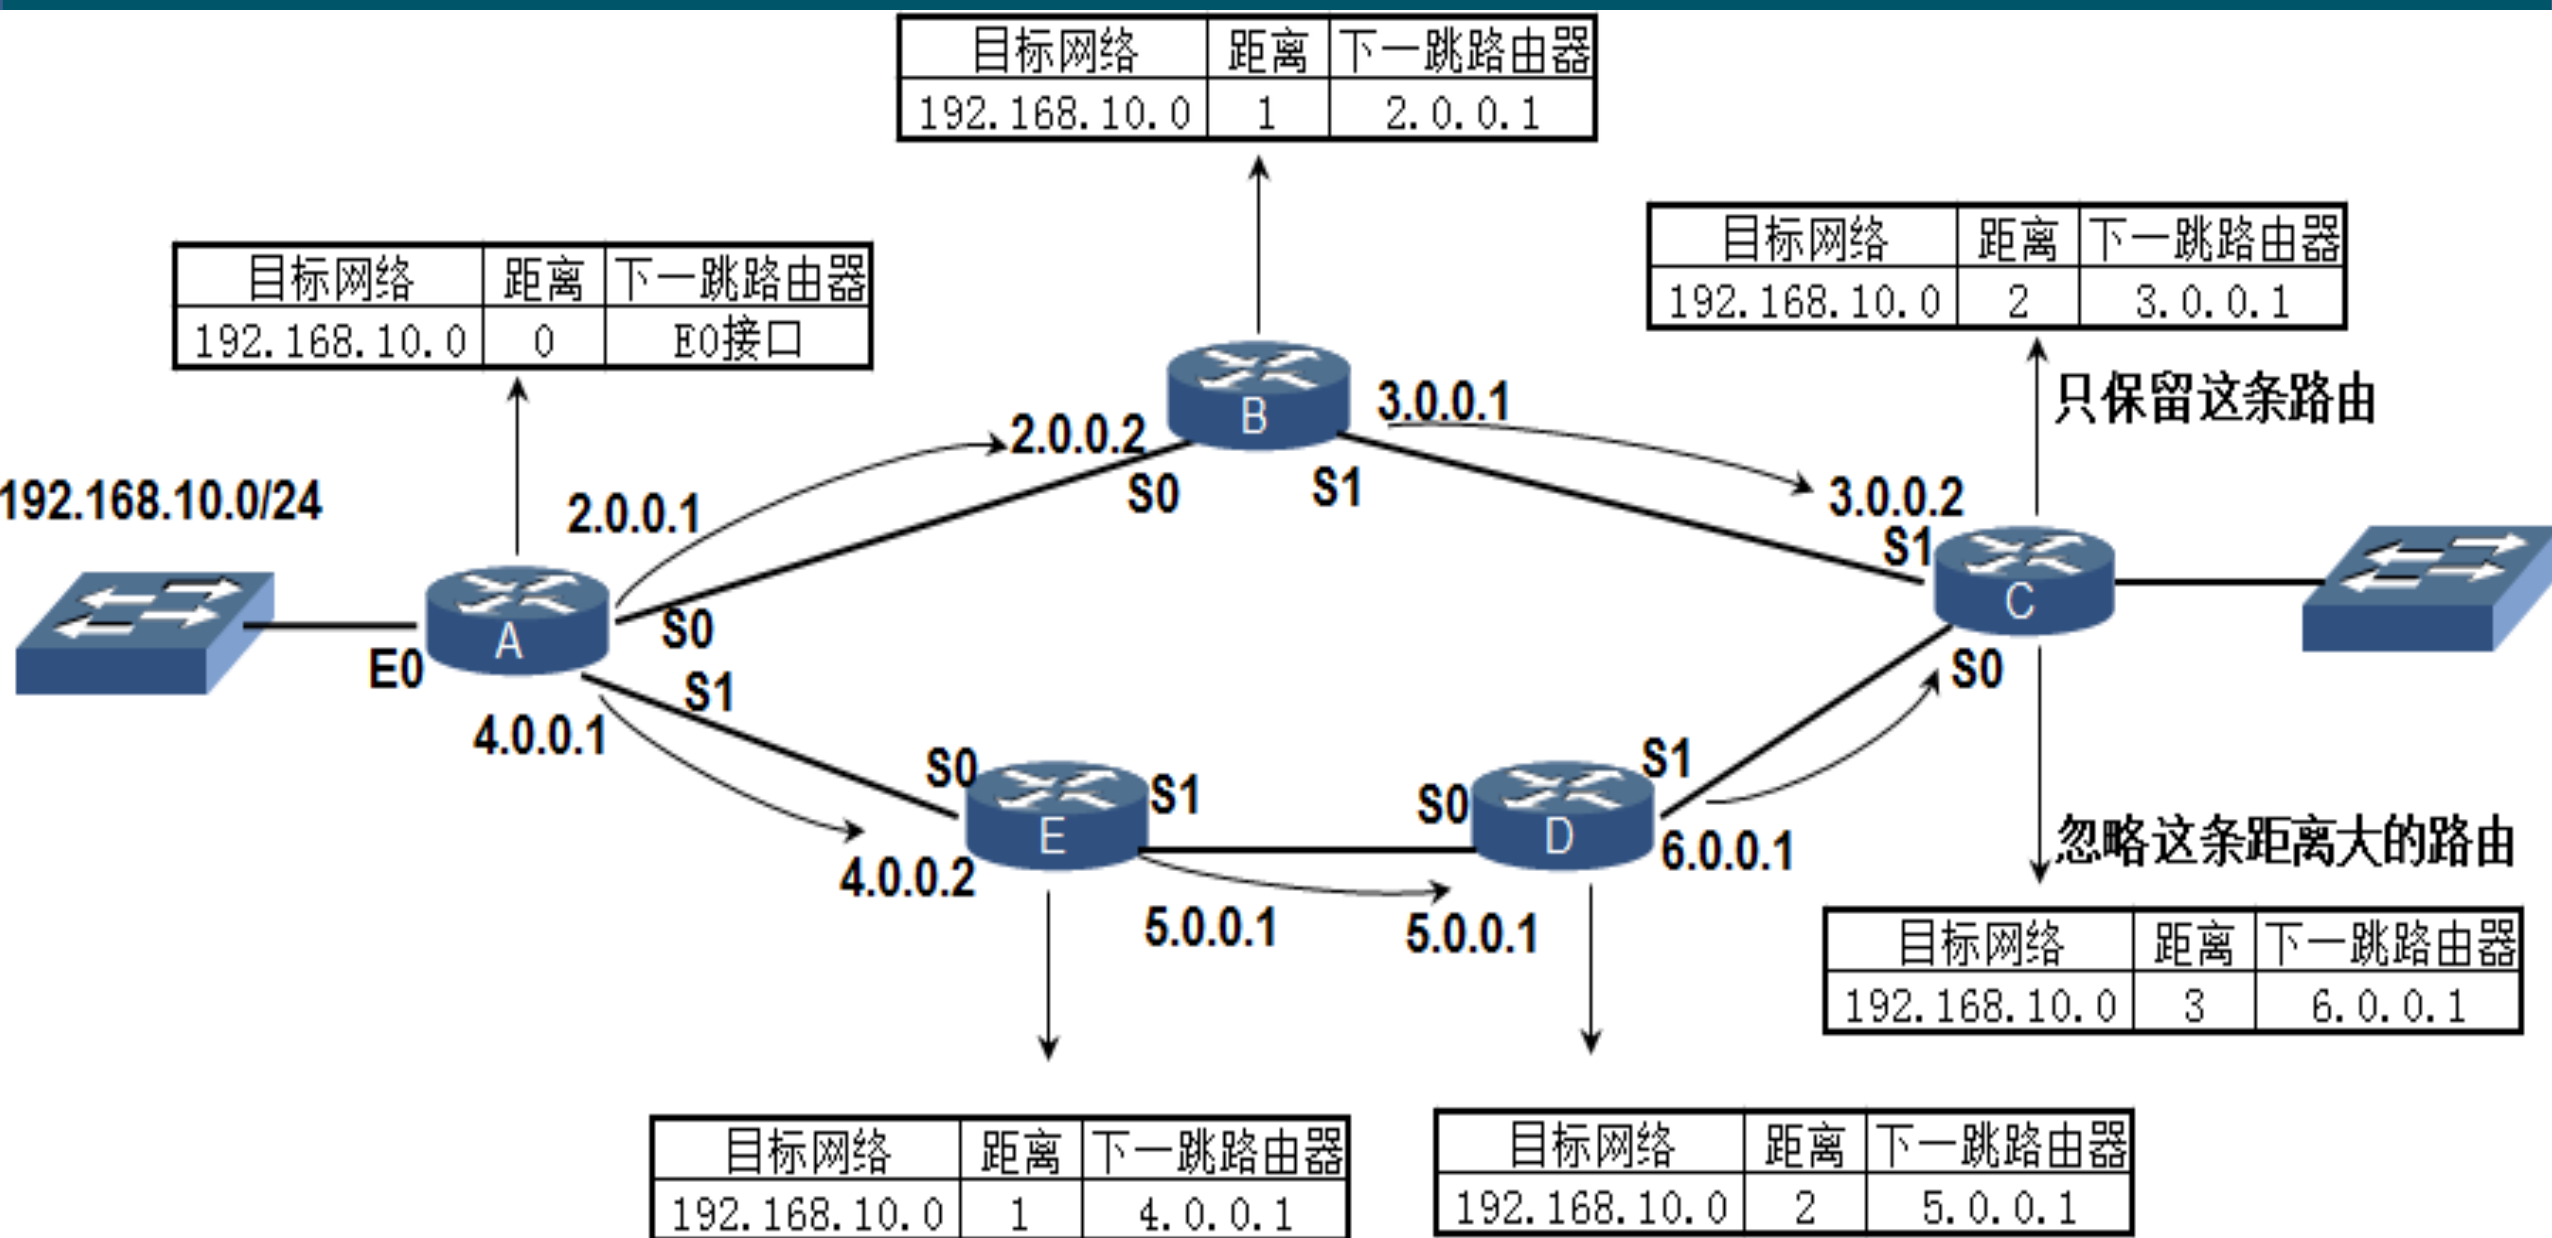 目标网络 距离 下一跳路由器
192.168.10.0 1 2.0.0.1
目标网络 距离 下一跳路由器
192.168.10.0 2 3.0.0.1
目标网络 距离 下一跳路由器
192.168.10.0 0 E0接口
只保留这条路由
B
3.0.0.1
2.0.0.2
S0
S1
192.168.10.0/24
2.0.0.1
3.0.0.2
S1
C
A
E0
S0
S1
4.0.0.1
S0
S0
E
S1
S0
D
S1
4.0.0.2
6.0.0.1
忽略这条距离大的路由
5.0.0.1
5.0.0.1
目标网络 距离 下一跳路由器
192.168.10.0 3 6.0.0.1
目标网络 距离 下一跳路由器
192.168.10.0 1 4.0.0.1
目标网络 距离 下一跳路由器
192.168.10.0 2 5.0.0.1